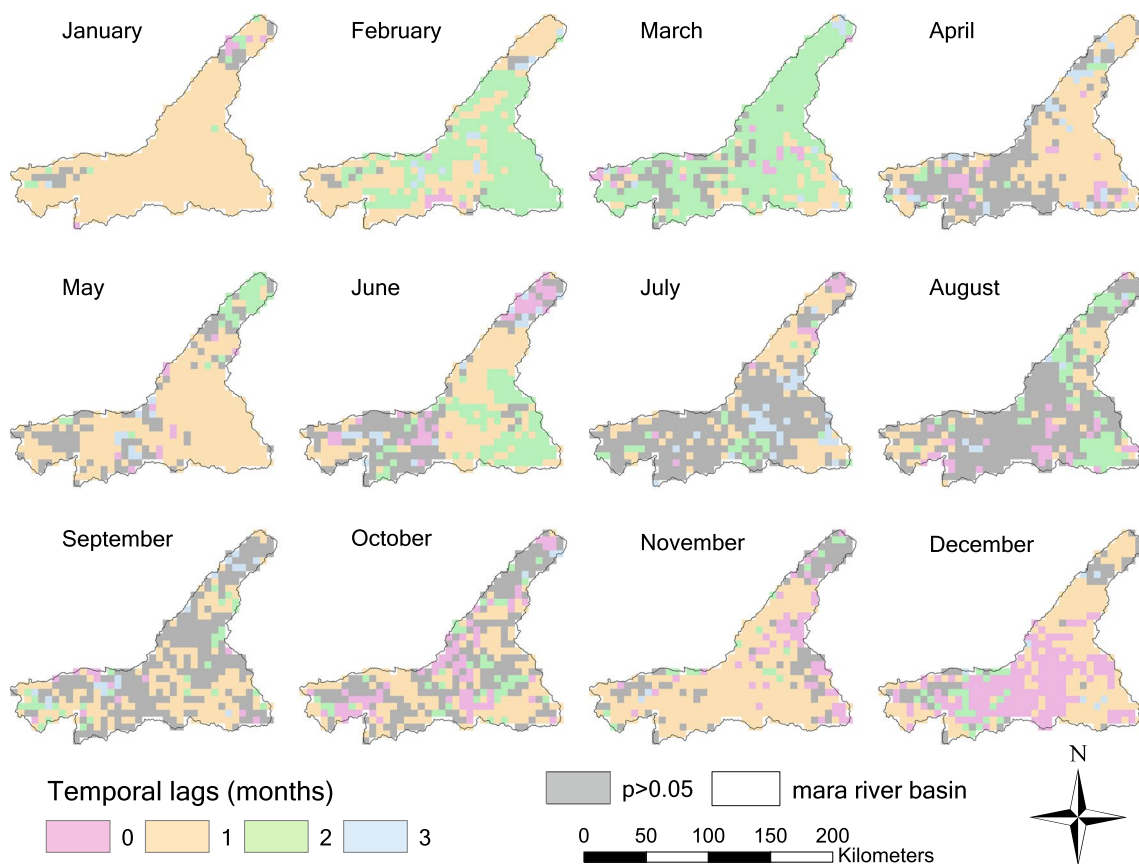 January
February
March
April
May
June
July
August
September
October
November
December
Temporal lags (months)
0
1
2
3
p>0.05
mara river basin
0 50 100 150 200
Kilometers
N